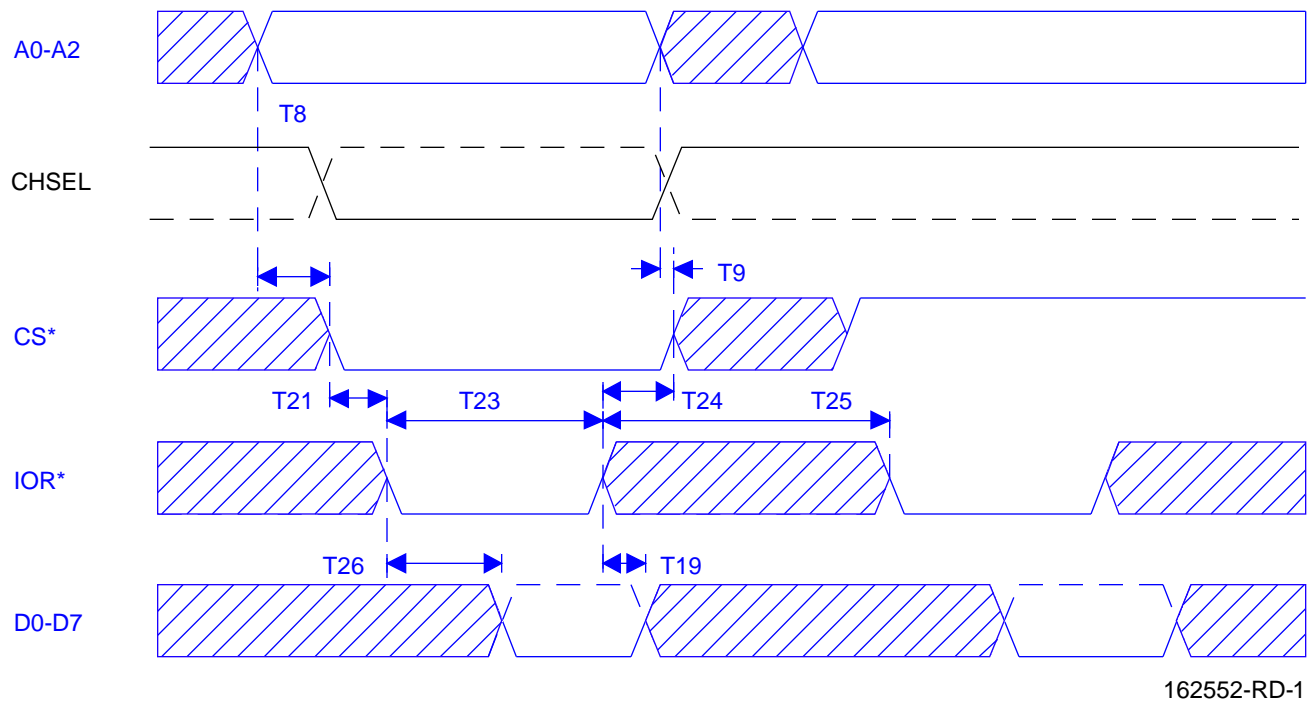 A0-A2
T8
CHSEL
T9
CS*
T21
T23
T24
T25
IOR*
T26
T19
D0-D7
162552-RD-1